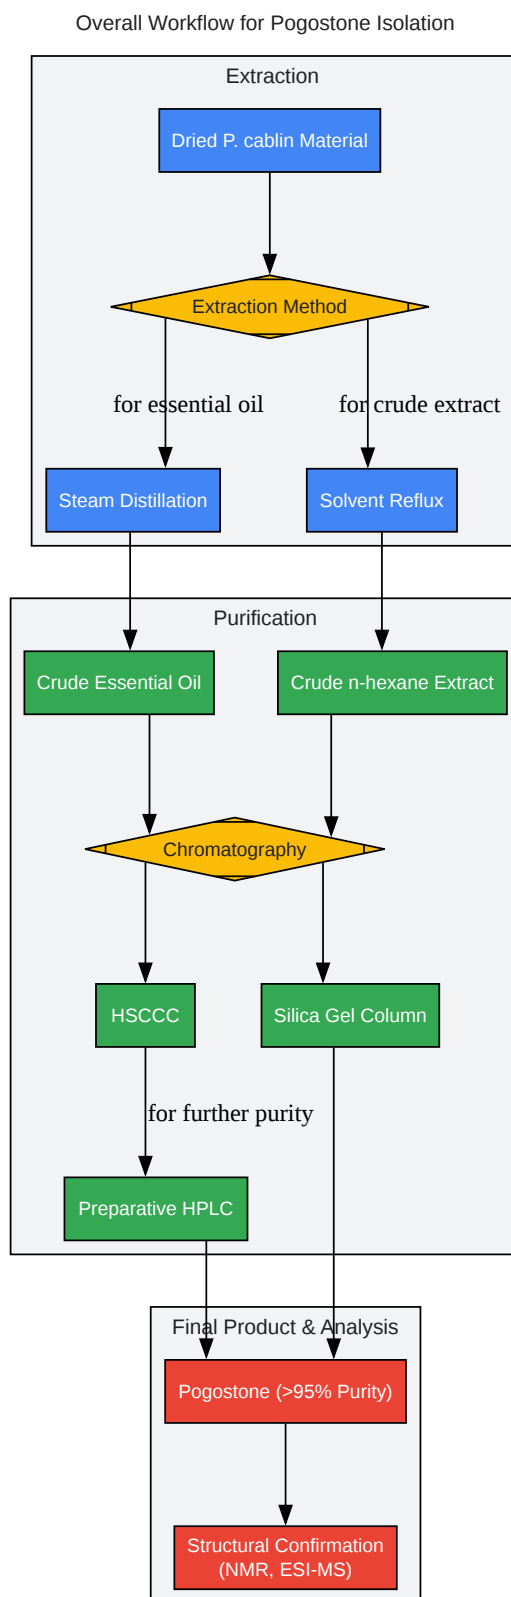 Overall Workflow for Pogostone Isolation
Extraction
Dried P. cablin Material
Extraction Method
for essential oil
for crude extract
Steam Distillation
Solvent Reflux
Purification
Crude Essential Oil
Crude n-hexane Extract
Chromatography
HSCCC
Silica Gel Column
for further purity
Preparative HPLC
Final Product & Analysis
Pogostone (>95% Purity)
Structural Confirmation
(NMR, ESI-MS)